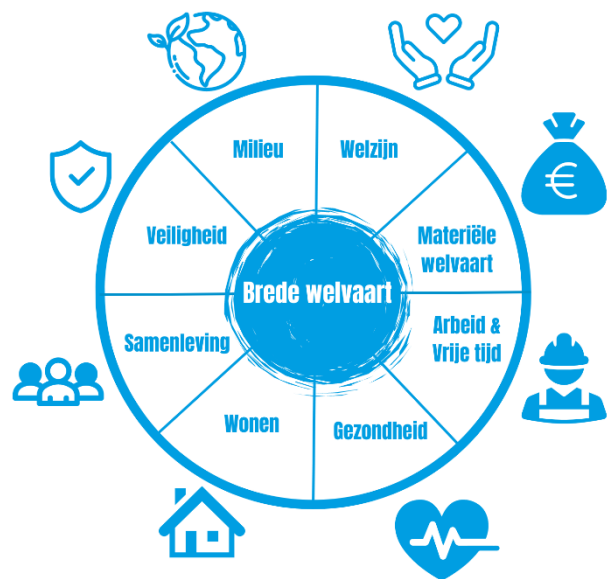 Milieu
Welzijn
Veiligheid
Materiële
welvaart
Brede welvaart
Arbeid &
Vrije tijd
Samenleving
Wonen
Gezondheid
€